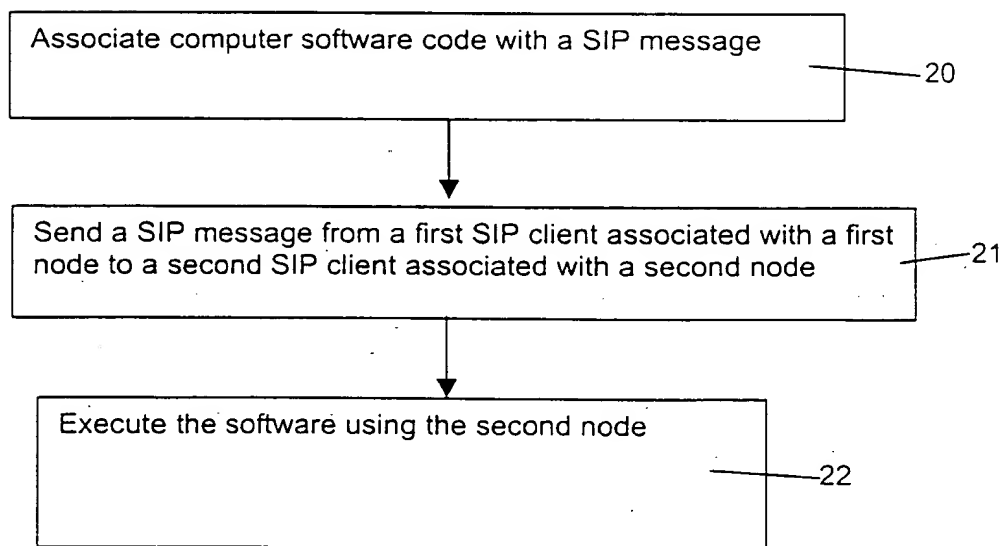 Associate computer software code with a SIP message
20
Send a SIP message from a first SIP client associated with a first
node to a second SIP client associated with a second node
21
Execute the software using the second node
22